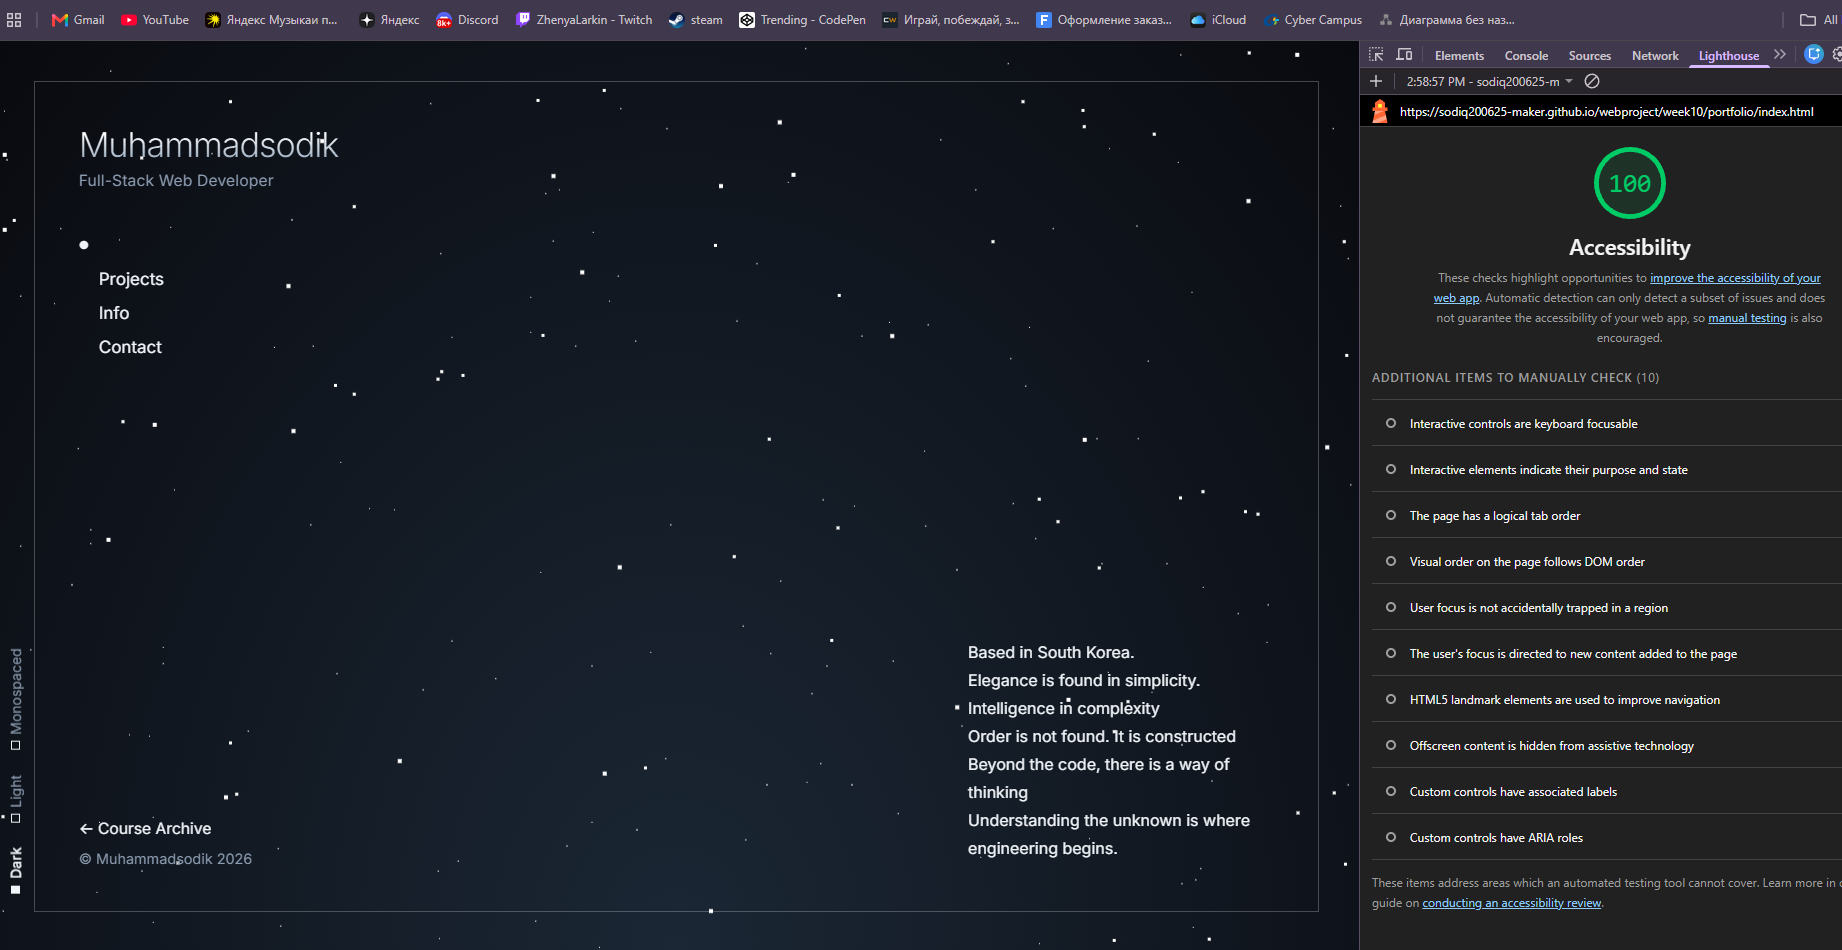 Gmail
YouTube
Яндекс Музыкаи п...
Яндекс
Discord
ZhenyaLarkin - Twitch
steam
Trending - CodePen
Играй, побеждай, з...
Оформление заказ...
iCloud
Cyber Campus
Диаграмма без наз...
All
Muhammadsodik
Full-Stack Web Developer
Projects
Info
Contact
Based in South Korea.
Elegance is found in simplicity.
Intelligence in complexity
Order is not found. It is constructed
Beyond the code, there is a way of
thinking
Understanding the unknown is where
engineering begins.
Monospaced
Light
Dark
← Course Archive
© Muhammadsodik 2026
Elements
Console
Sources
Network
Lighthouse
2:58:57 PM - sodiq200625-m
https://sodiq200625-maker.github.io/webproject/week10/portfolio/index.html
100
Accessibility
These checks highlight opportunities to improve the accessibility of your
web app. Automatic detection can only detect a subset of issues and does
not guarantee the accessibility of your web app, so manual testing is also
encouraged.
ADDITIONAL ITEMS TO MANUALLY CHECK (10)
Interactive controls are keyboard focusable
Interactive elements indicate their purpose and state
The page has a logical tab order
Visual order on the page follows DOM order
User focus is not accidentally trapped in a region
The user's focus is directed to new content added to the page
HTML5 landmark elements are used to improve navigation
Offscreen content is hidden from assistive technology
Custom controls have associated labels
Custom controls have ARIA roles
These items address areas which an automated testing tool cannot cover. Learn more in
guide on conducting an accessibility review.